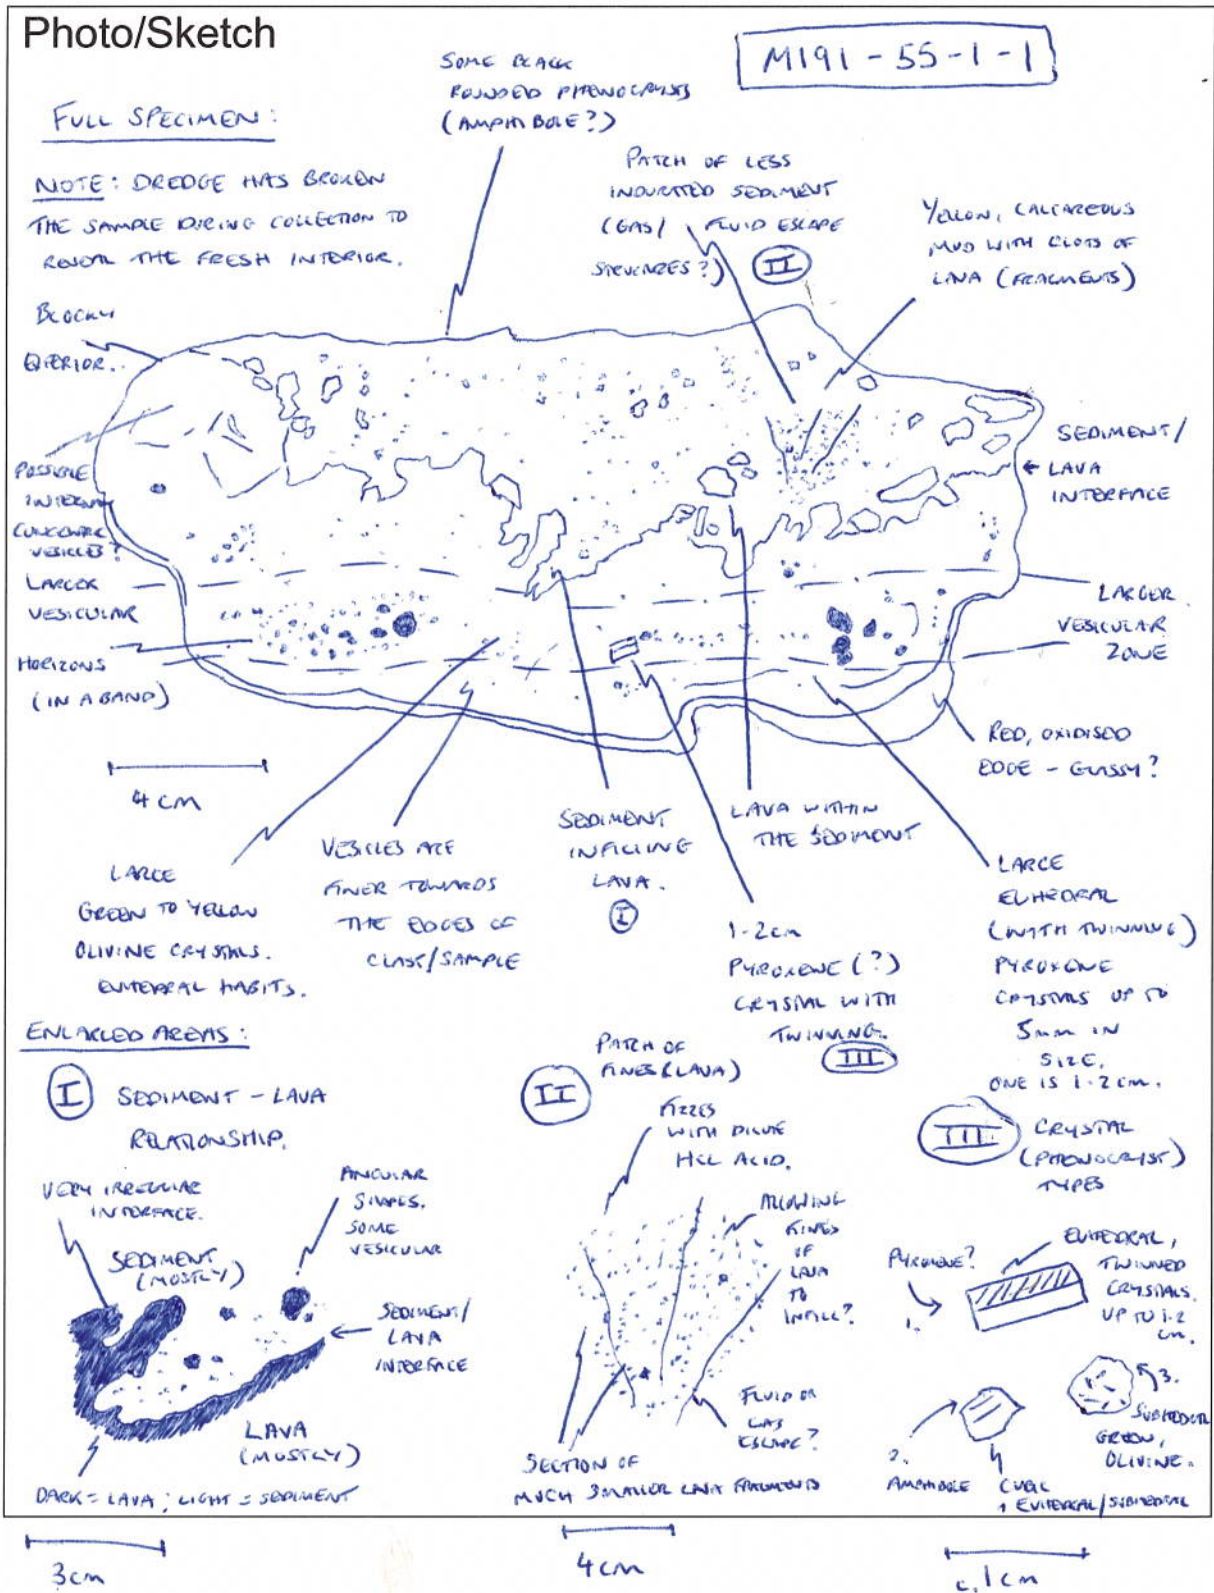 Photo/Sketch
M191-55-1-1
FULL SPECIMEN:
NOTE: DREDGE HAS BROKEN
THE SAMPLE DURING COLLECTION TO
REVEAL THE FRESH INTERIOR.
SOME BLACK
ROUNDED PHENOCRYSTS
(AMPHIBOLE?)
PATCH OF LESS
INDURATED SEDIMENT
(GAS/ FLUID ESCAPE
STRUCTURES?) II
YELLOW, CALCAREOUS
MUD WITH CLOTS OF
LAVA (FRAGMENTS)
BLOCKY
EXTERIOR.
POSSIBLE
INTERNAL
CONCENTRIC
VESICLES?
LARGER
VESICULAR
HORIZONS
(IN A BAND)
SEDIMENT/
LAVA
INTERFACE
LARGER
VESICULAR
ZONE
RED, OXIDISED
EDGE - GLASSY?
4 cm
LARGE
GREEN TO YELLOW
OLIVINE CRYSTALS.
EUHEDRAL HABITS.
VESICLES ARE
FINER TOWARDS
THE EDGES OF
CLAST/SAMPLE
SEDIMENT
INFILLING
LAVA.
I
LAVA WITHIN
THE SEDIMENT
1.2cm
PYROXENE (?)
CRYSTAL WITH
TWINNING.
III
LARGE
EUHEDRAL
(WITH TWINNING)
PYROXENE
CRYSTALS UP TO
5mm IN
SIZE.
ONE IS 1.2 cm.
ENLARGED AREAS:
I SEDIMENT - LAVA
RELATIONSHIP.
VERY IRREGULAR
INTERFACE.
ANGULAR
SHAPES.
SOME
VESICULAR
SEDIMENT
(MOSTLY)
SEDIMENT/
LAVA
INTERFACE
LAVA
(MOSTLY)
DARK = LAVA; LIGHT = SEDIMENT
3cm
II
PATCH OF
FINES (LAVA)
FIZZES
WITH DILUTE
HCL ACID.
ALLOWING
FINES
OF
LAVA
TO
INFILL?
FLUID OR
GAS
ESCAPE?
SECTION OF
MUCH SMALLER LAVA FRAGMENTS
4cm
III CRYSTAL
(PHENOCRYST)
TYPES
PYROXENE?
1.
EUHEDRAL,
TWINNED
CRYSTALS.
UP TO 1.2
cm.
2.
AMPHIBOLE
EUHEDRAL/SUBHEDRAL
3.
SUBHEDRAL
GREEN,
OLIVINE.
c.1cm